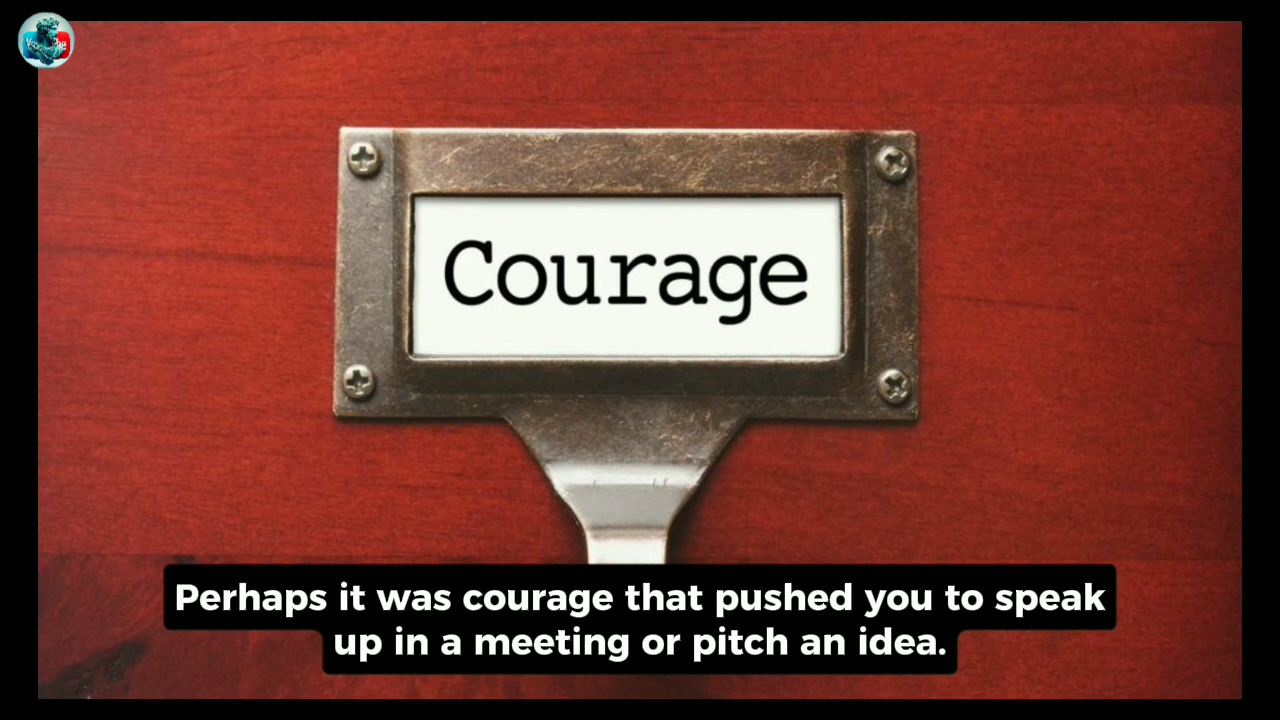 Courage
Perhaps it was courage that pushed you to speak
up in a meeting or pitch an idea.